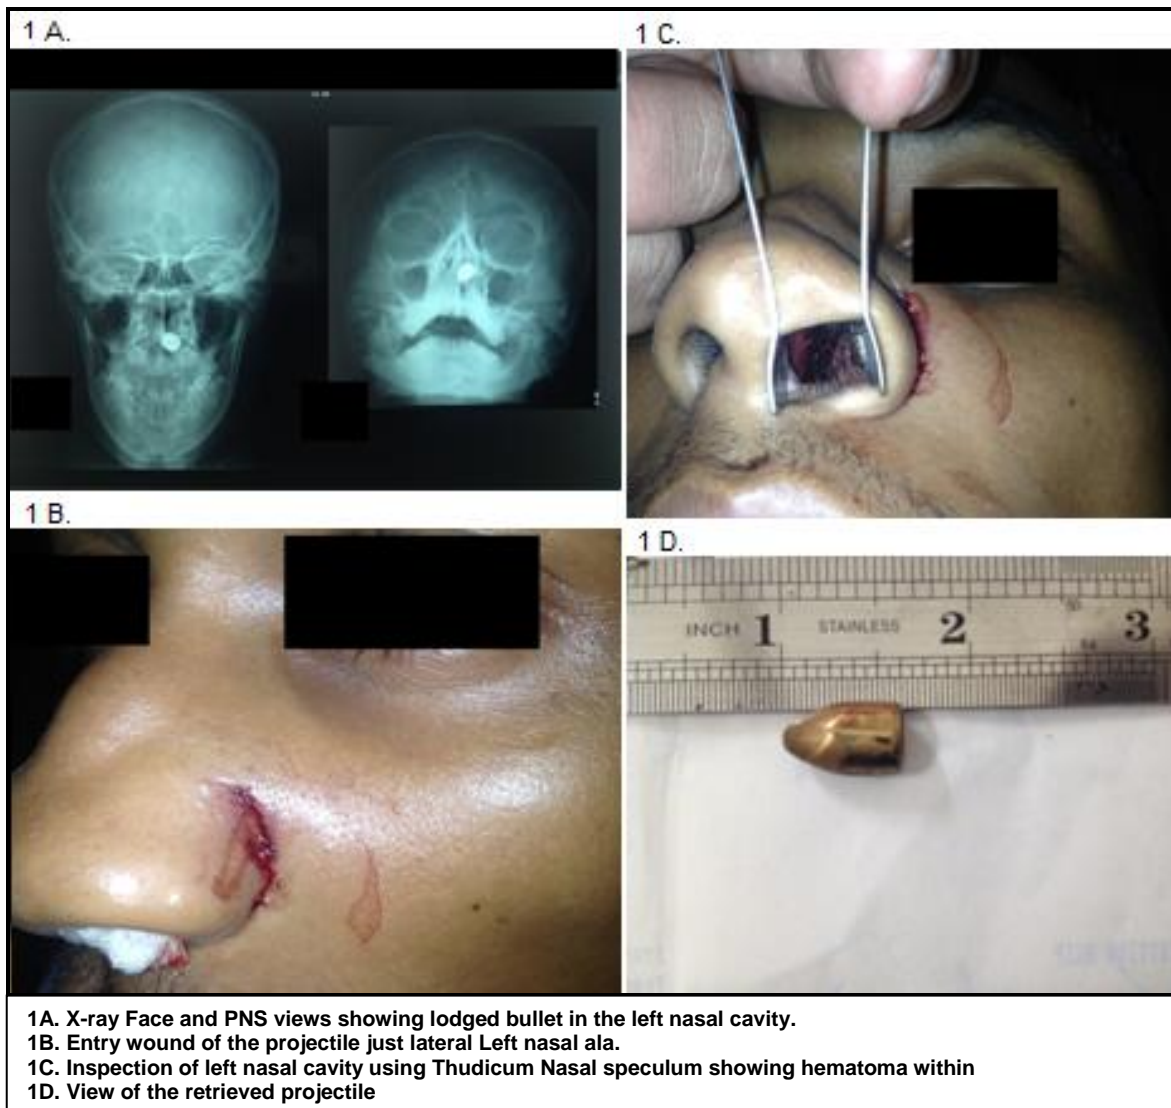 1 A.
1 C.
1 B.
1 D.
INCH 1 STAINLESS 2 3
1A. X-ray Face and PNS views showing lodged bullet in the left nasal cavity.
1B. Entry wound of the projectile just lateral Left nasal ala.
1C. Inspection of left nasal cavity using Thudicum Nasal speculum showing hematoma within
1D. View of the retrieved projectile